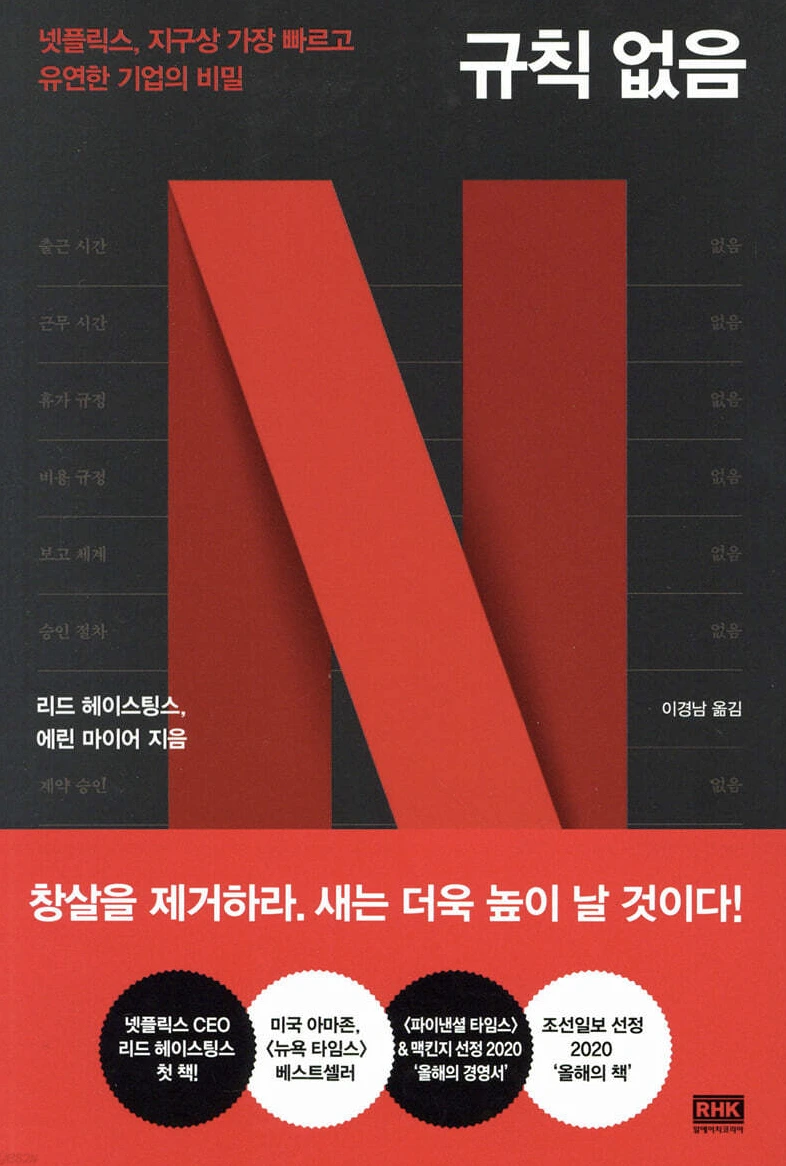 넷플릭스, 지구상 가장 빠르고
유연한 기업의 비밀
규칙 없음
출근 시간 없음
근무 시간 없음
휴가 규정 없음
비용 규정 없음
보고 체계 없음
승인 절차 없음
리드 헤이스팅스,
에린 마이어 지음
이경남 옮김
계약 승인 없음
창살을 제거하라. 새는 더욱 높이 날 것이다!
넷플릭스 CEO
리드 헤이스팅스
첫 책!
미국 아마존,
〈뉴욕 타임스〉
베스트셀러
〈파이낸셜 타임스〉
& 맥킨지 선정 2020
‘올해의 경영서’
조선일보 선정
2020
‘올해의 책’
RHK
알에이치코리아
YES24